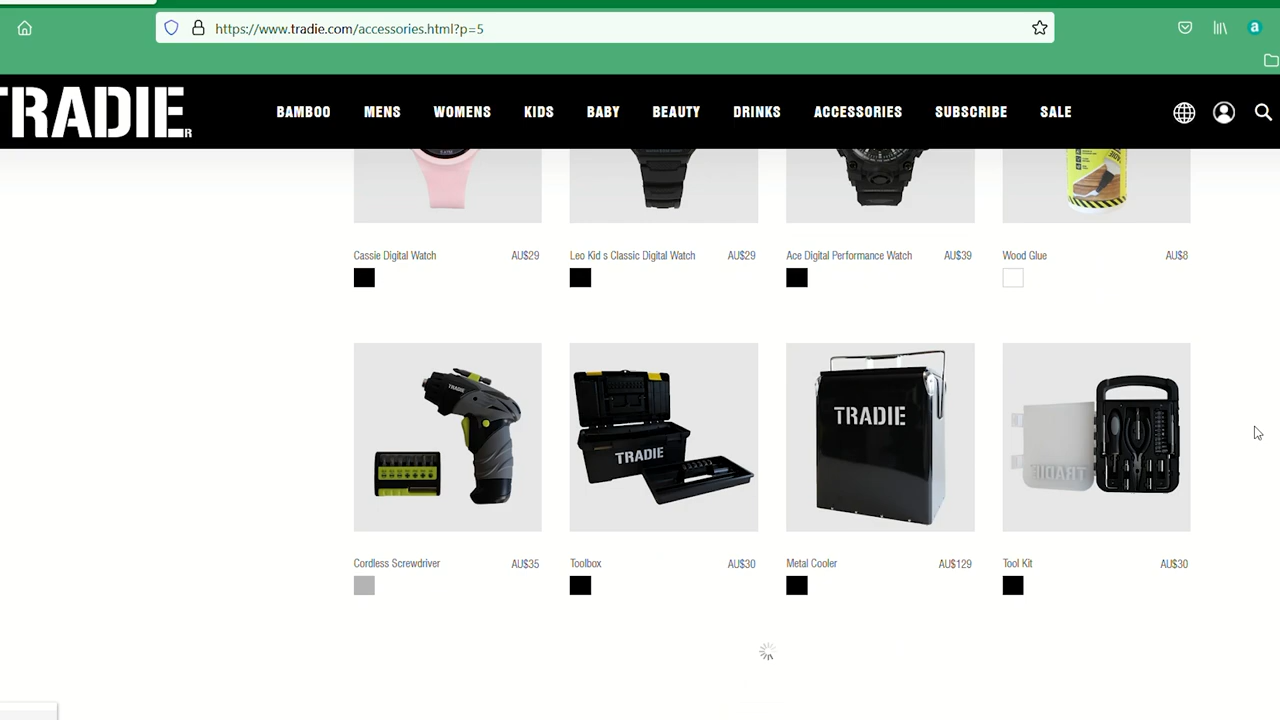 https://www.tradie.com/accessories.html?p=5
a
TRADIE
R
BAMBOO MENS WOMENS KIDS BABY BEAUTY DRINKS ACCESSORIES SUBSCRIBE SALE
Cassie Digital Watch AU$29
Leo Kid s Classic Digital Watch AU$29
Ace Digital Performance Watch AU$39
Wood Glue AU$8
TRADIE
TRADIE
TRADIE
TRADIE
Cordless Screwdriver AU$35
Toolbox AU$30
Metal Cooler AU$129
Tool Kit AU$30